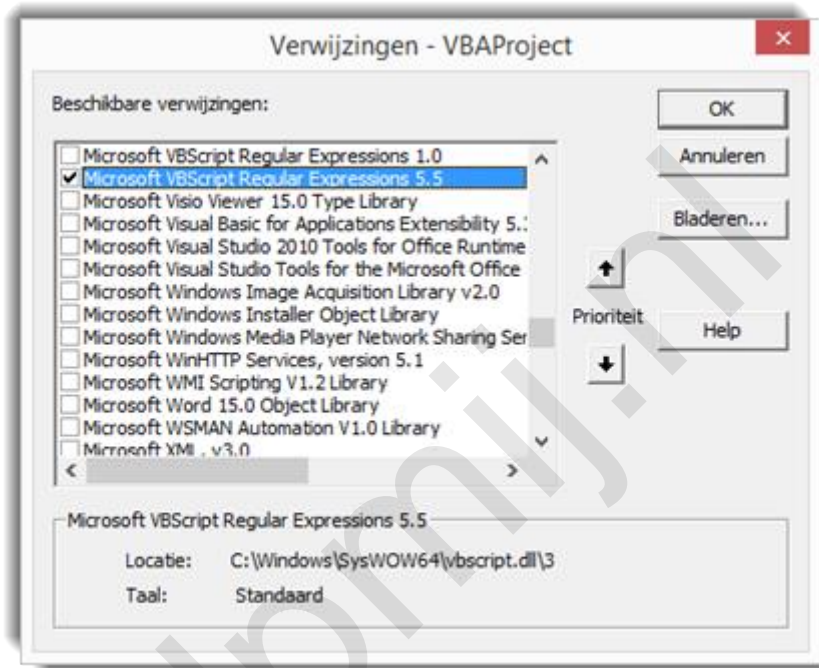 Verwijzingen - VBAProject
Beschikbare verwijzingen:
OK
Annuleren
Bladeren...
Prioriteit
Help
Microsoft VBScript Regular Expressions 1.0
Microsoft VBScript Regular Expressions 5.5
Microsoft Visio Viewer 15.0 Type Library
Microsoft Visual Basic for Applications Extensibility 5.
Microsoft Visual Studio 2010 Tools for Office Runtime
Microsoft Visual Studio Tools for the Microsoft Office
Microsoft Windows Image Acquisition Library v2.0
Microsoft Windows Installer Object Library
Microsoft Windows Media Player Network Sharing Ser
Microsoft WinHTTP Services, version 5.1
Microsoft WMI Scripting V1.2 Library
Microsoft Word 15.0 Object Library
Microsoft WSMAN Automation V1.0 Library
Microsoft XML, v3.0
Microsoft VBScript Regular Expressions 5.5
Locatie: C:\Windows\SysWOW64\vbscript.dll\3
Taal: Standaard
pmij.nl